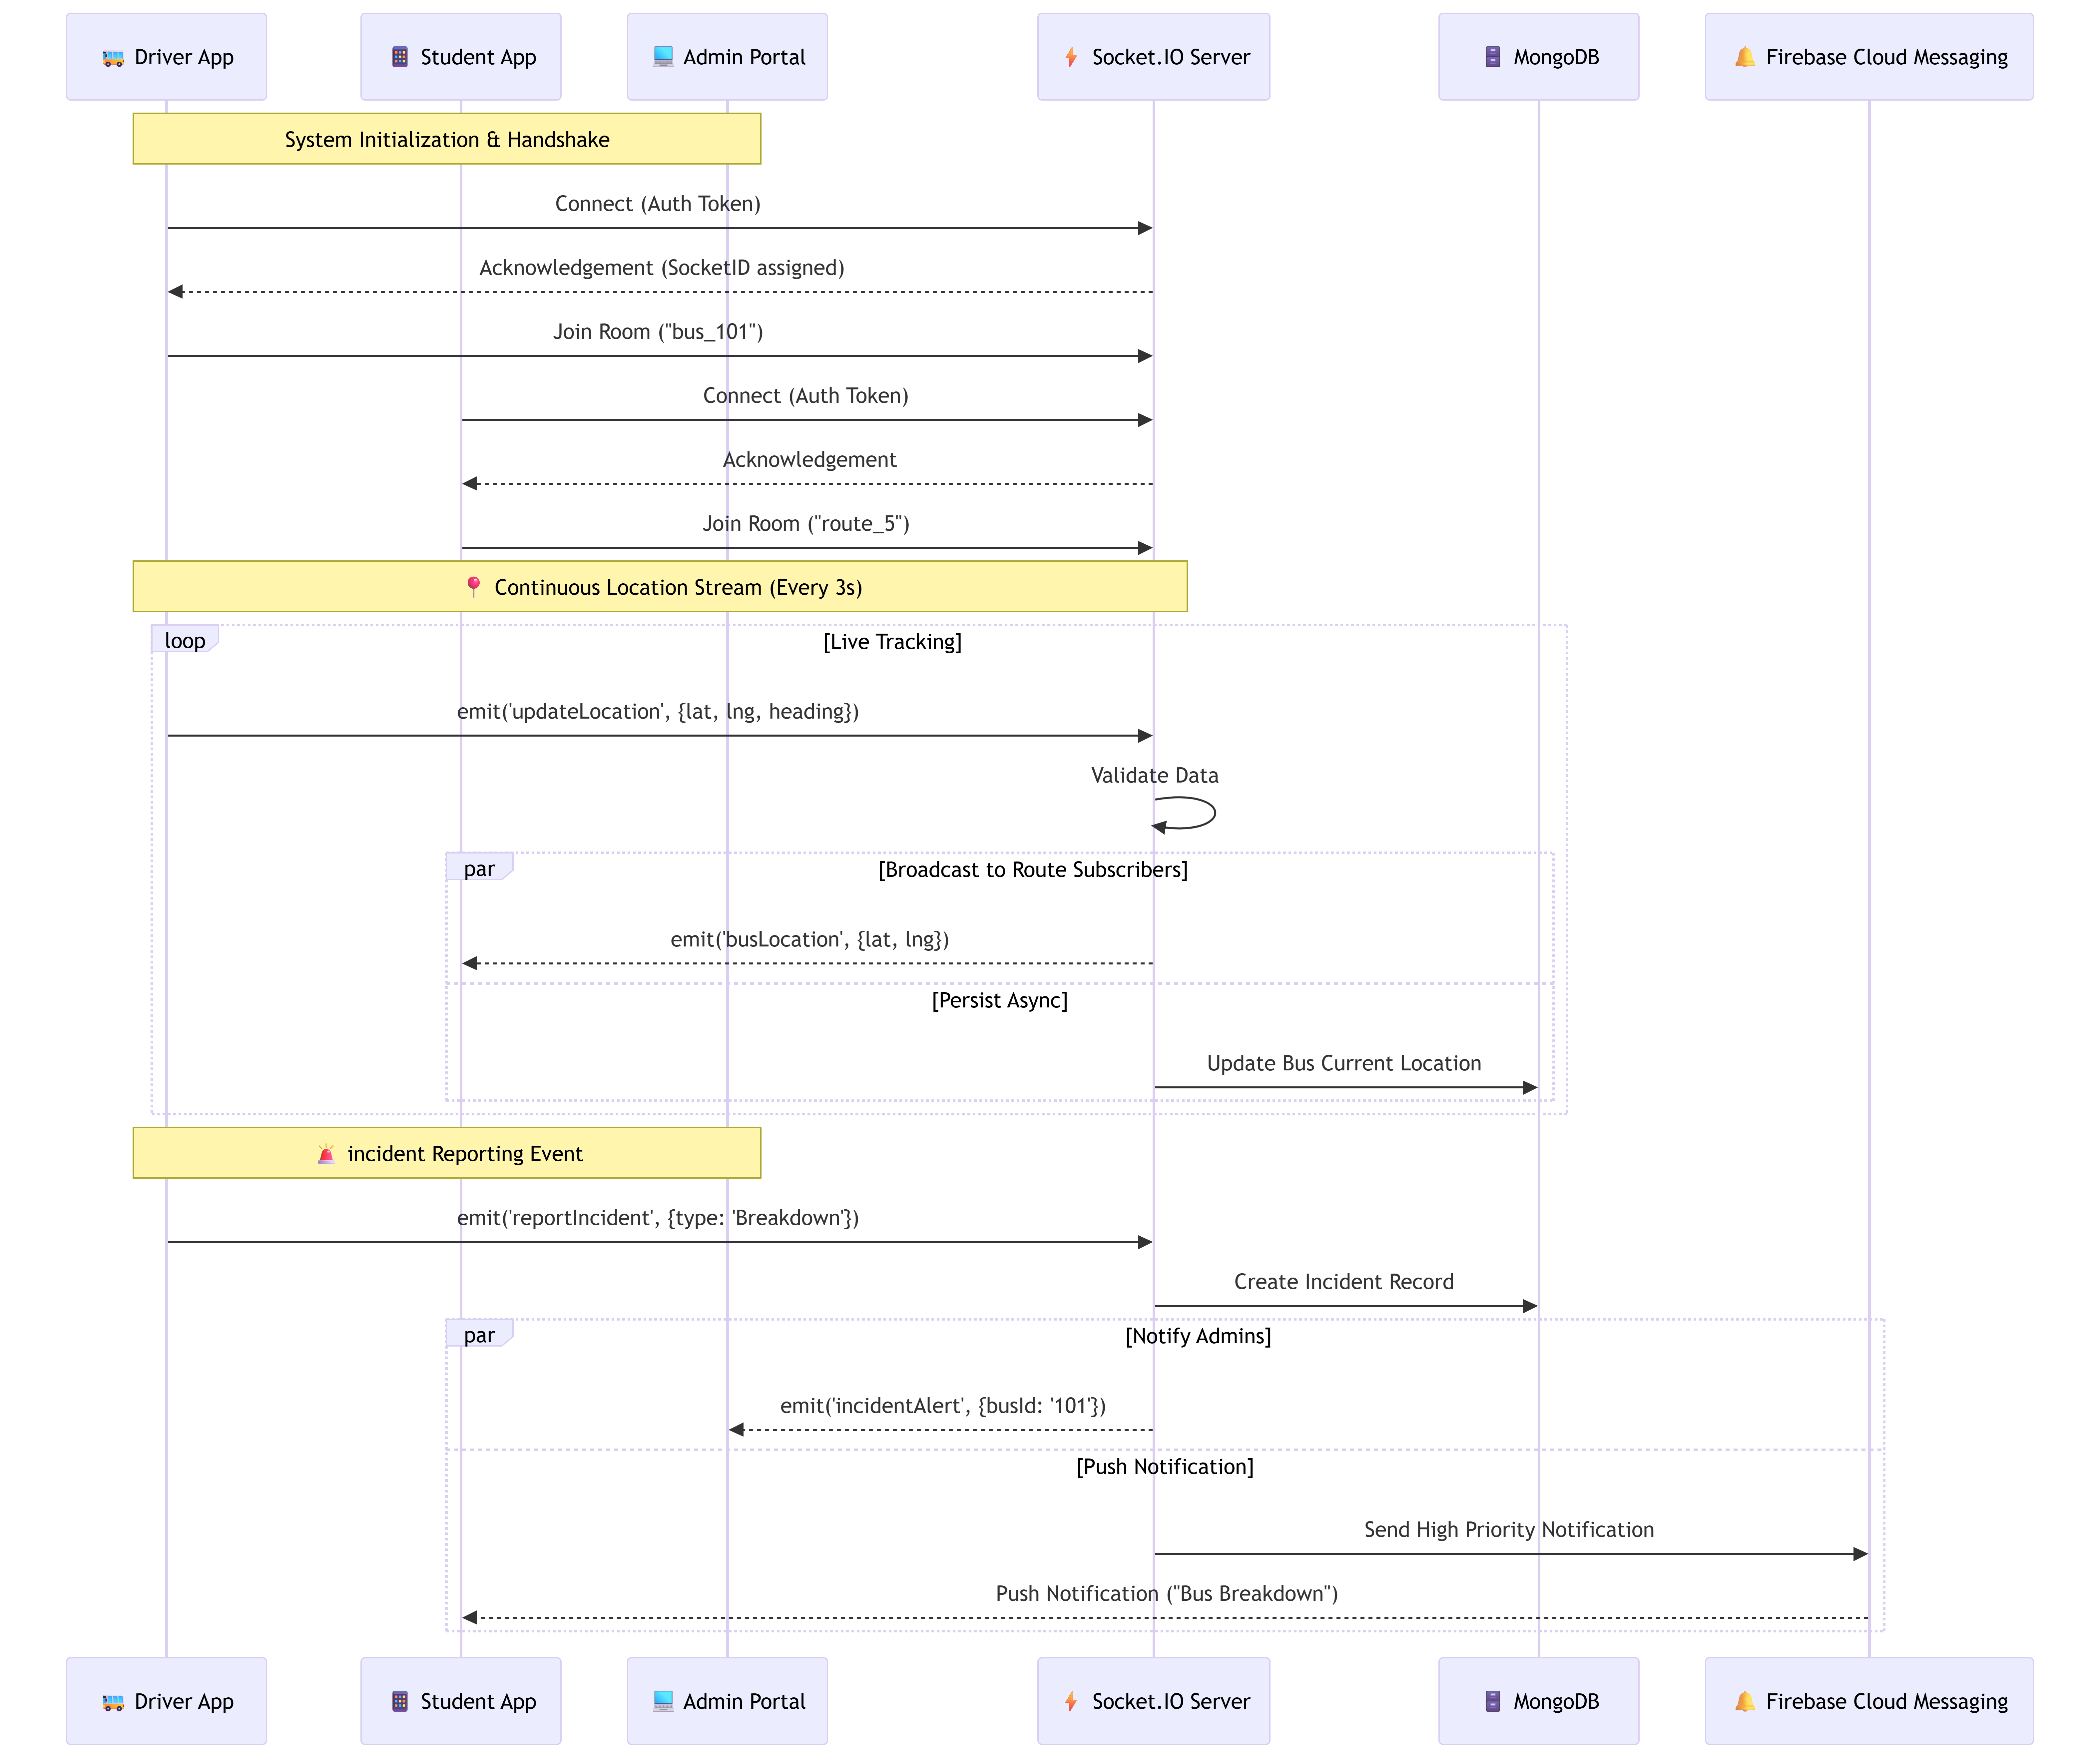 🚌 Driver App
📱 Student App
💻 Admin Portal
⚡ Socket.IO Server
🗄️ MongoDB
🔔 Firebase Cloud Messaging
System Initialization & Handshake
Connect (Auth Token)
Acknowledgement (SocketID assigned)
Join Room ("bus_101")
Connect (Auth Token)
Acknowledgement
Join Room ("route_5")
📍 Continuous Location Stream (Every 3s)
loop
[Live Tracking]
emit('updateLocation', {lat, lng, heading})
Validate Data
par
[Broadcast to Route Subscribers]
emit('busLocation', {lat, lng})
[Persist Async]
Update Bus Current Location
🚨 incident Reporting Event
emit('reportIncident', {type: 'Breakdown'})
Create Incident Record
par
[Notify Admins]
emit('incidentAlert', {busId: '101'})
[Push Notification]
Send High Priority Notification
Push Notification ("Bus Breakdown")
🚌 Driver App
📱 Student App
💻 Admin Portal
⚡ Socket.IO Server
🗄️ MongoDB
🔔 Firebase Cloud Messaging